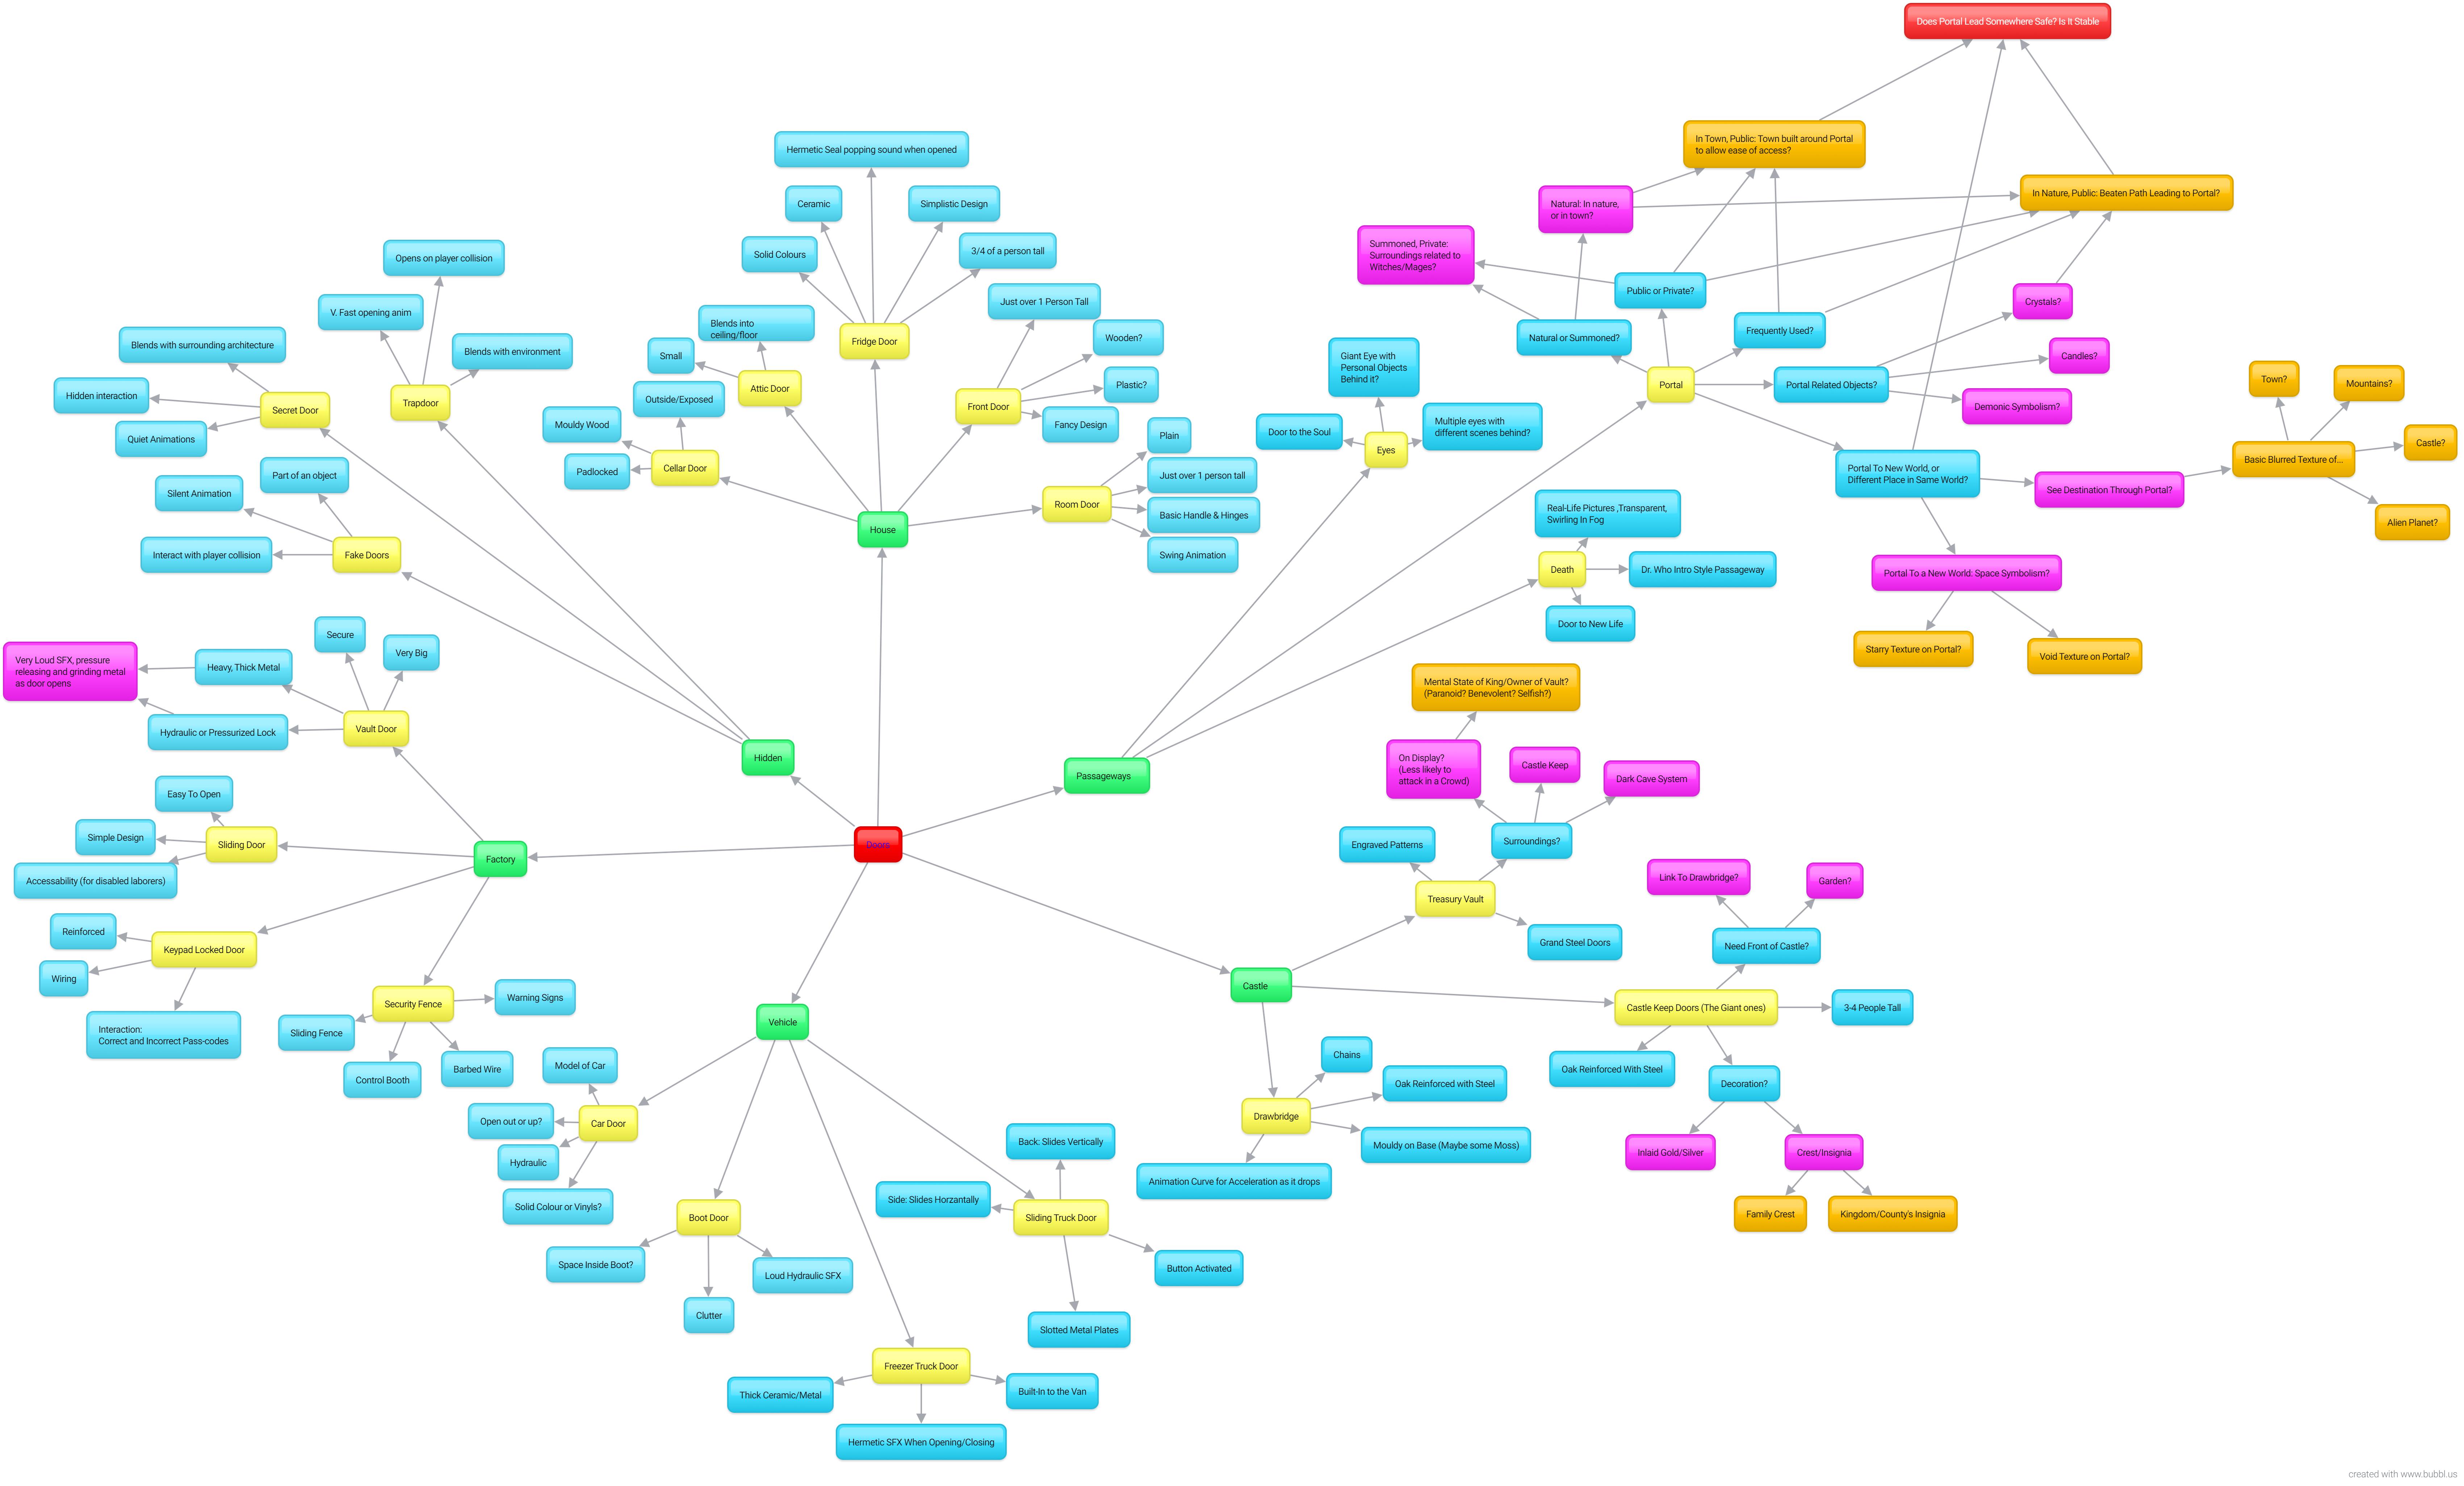 Does Portal Lead Somewhere Safe? Is It Stable
In Town, Public: Town built around Portal
to allow ease of access?
In Nature, Public: Beaten Path Leading to Portal?
Natural: In nature,
or in town?
Summoned, Private:
Surroundings related to
Witches/Mages?
Public or Private?
Crystals?
Natural or Summoned?
Frequently Used?
Candles?
Portal
Portal Related Objects?
Demonic Symbolism?
Town?
Mountains?
Castle?
Basic Blurred Texture of...
Alien Planet?
Portal To New World, or
Different Place in Same World?
See Destination Through Portal?
Portal To a New World: Space Symbolism?
Starry Texture on Portal?
Void Texture on Portal?
Giant Eye with
Personal Objects
Behind it?
Door to the Soul
Eyes
Multiple eyes with
different scenes behind?
Real-Life Pictures ,Transparent,
Swirling In Fog
Death
Dr. Who Intro Style Passageway
Door to New Life
Passageways
Hermetic Seal popping sound when opened
Ceramic
Simplistic Design
Solid Colours
3/4 of a person tall
Fridge Door
Just over 1 Person Tall
Wooden?
Plastic?
Front Door
Fancy Design
Blends into
ceiling/floor
Small
Attic Door
Outside/Exposed
Mouldy Wood
Padlocked
Cellar Door
Plain
Just over 1 person tall
Room Door
Basic Handle & Hinges
Swing Animation
House
Opens on player collision
V. Fast opening anim
Blends with environment
Trapdoor
Blends with surrounding architecture
Hidden interaction
Secret Door
Quiet Animations
Part of an object
Silent Animation
Interact with player collision
Fake Doors
Hidden
Secure
Very Big
Very Loud SFX, pressure
releasing and grinding metal
as door opens
Heavy, Thick Metal
Hydraulic or Pressurized Lock
Vault Door
Easy To Open
Simple Design
Sliding Door
Accessability (for disabled laborers)
Factory
Doors
Reinforced
Keypad Locked Door
Wiring
Interaction:
Correct and Incorrect Pass-codes
Security Fence
Warning Signs
Sliding Fence
Control Booth
Barbed Wire
Vehicle
Model of Car
Open out or up?
Car Door
Hydraulic
Solid Colour or Vinyls?
Boot Door
Space Inside Boot?
Loud Hydraulic SFX
Clutter
Back: Slides Vertically
Side: Slides Horzantally
Sliding Truck Door
Button Activated
Slotted Metal Plates
Freezer Truck Door
Thick Ceramic/Metal
Built-In to the Van
Hermetic SFX When Opening/Closing
Mental State of King/Owner of Vault?
(Paranoid? Benevolent? Selfish?)
On Display?
(Less likely to
attack in a Crowd)
Castle Keep
Dark Cave System
Engraved Patterns
Surroundings?
Treasury Vault
Grand Steel Doors
Castle
Link To Drawbridge?
Garden?
Need Front of Castle?
Castle Keep Doors (The Giant ones)
3-4 People Tall
Oak Reinforced With Steel
Decoration?
Inlaid Gold/Silver
Crest/Insignia
Family Crest
Kingdom/County's Insignia
Chains
Oak Reinforced with Steel
Drawbridge
Mouldy on Base (Maybe some Moss)
Animation Curve for Acceleration as it drops
created with www.bubbl.us